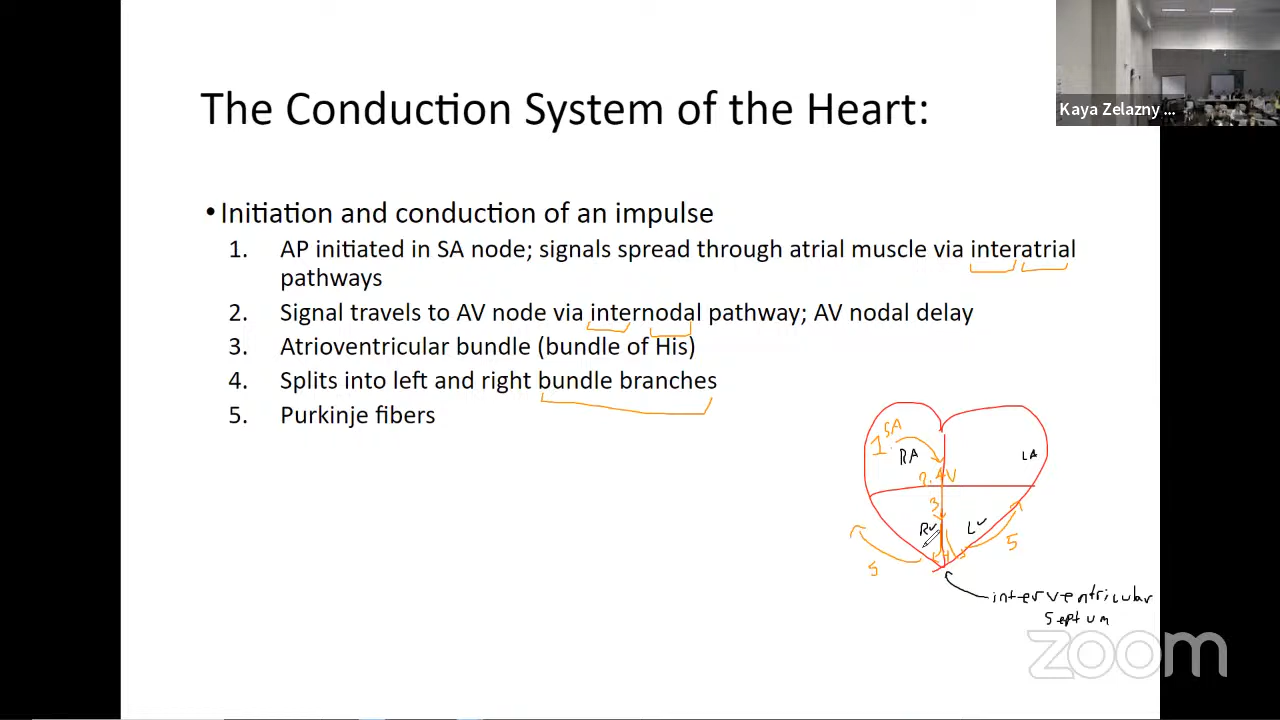 Kaya Zelazny ...
The Conduction System of the Heart:
• Initiation and conduction of an impulse
1. AP initiated in SA node; signals spread through atrial muscle via interatrial
pathways
2. Signal travels to AV node via internodal pathway; AV nodal delay
3. Atrioventricular bundle (bundle of His)
4. Splits into left and right bundle branches
5. Purkinje fibers
SA
1.
RA
LA
2. AV
3
RV
LV
4
5
5
interventricular
septum
zoom